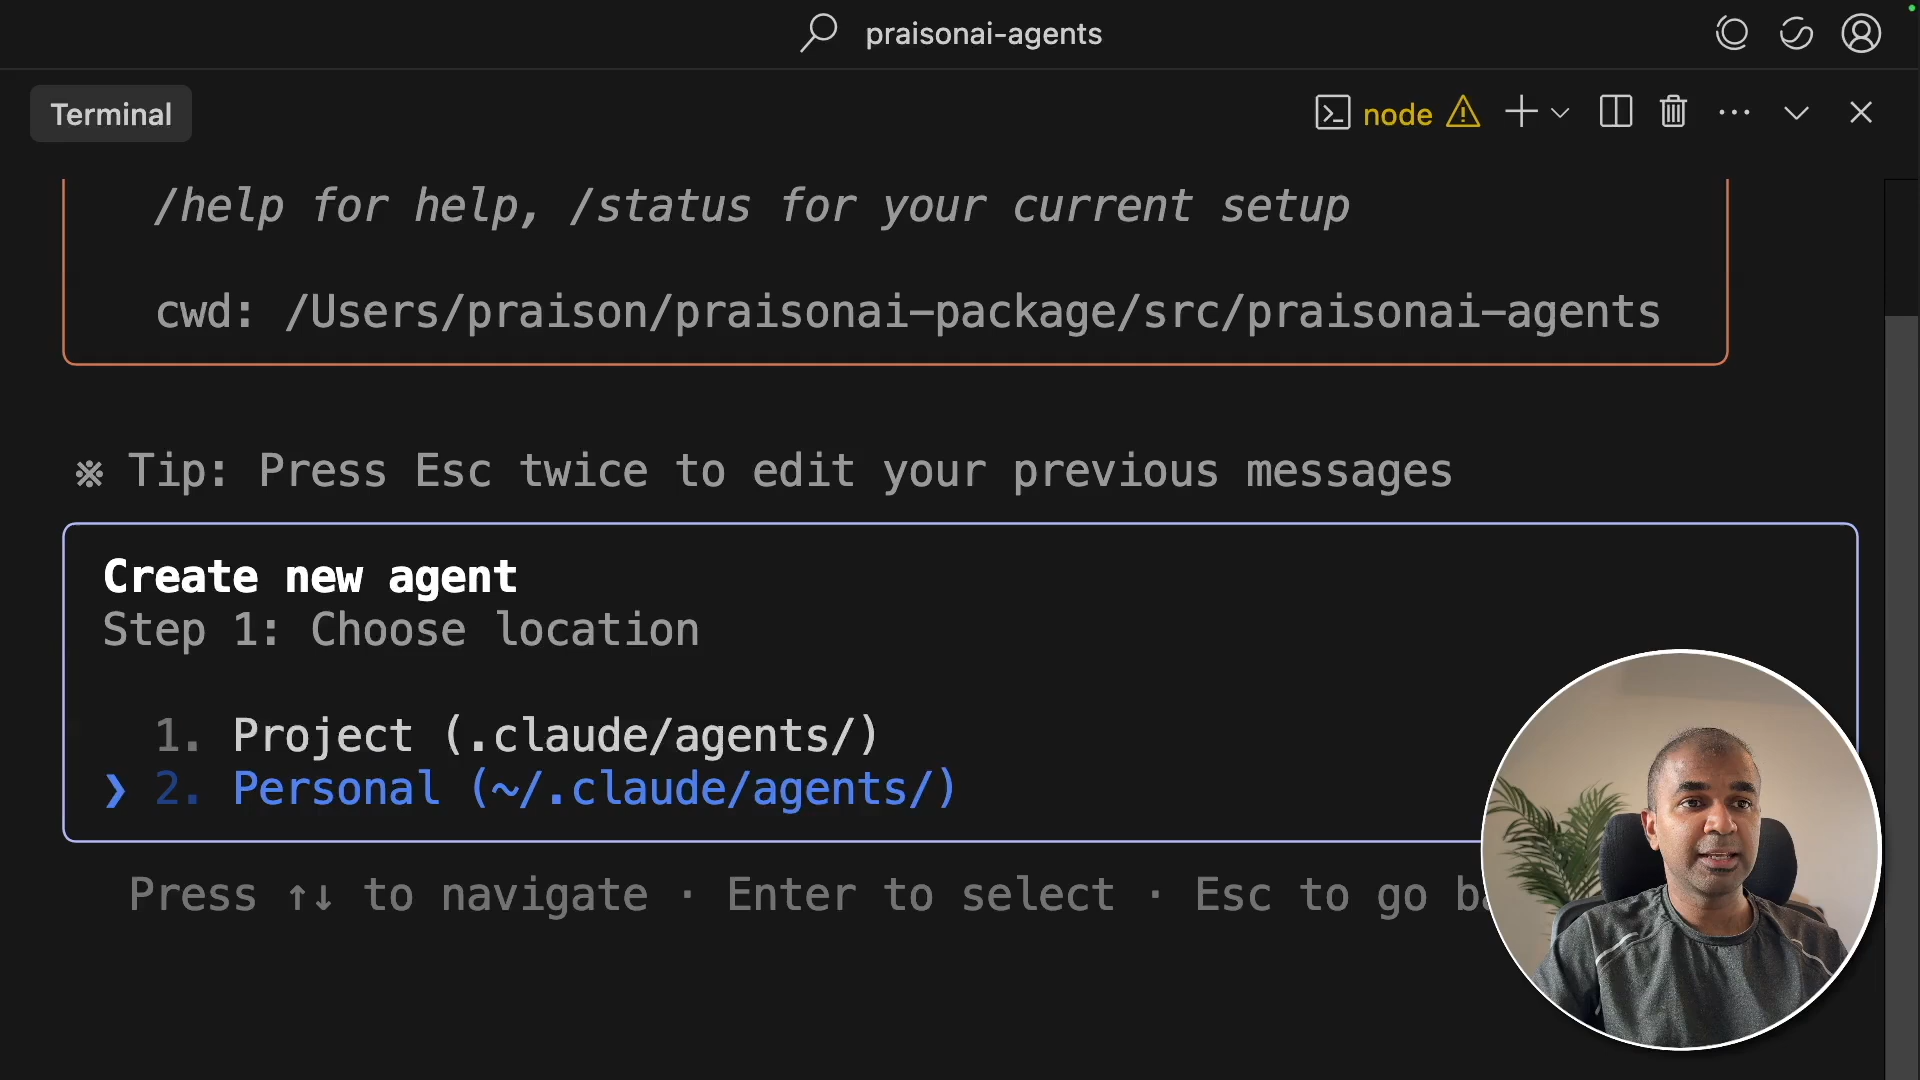 praisonai-agents
Terminal
node
/help for help, /status for your current setup
cwd: /Users/praison/praisonai-package/src/praisonai-agents
※ Tip: Press Esc twice to edit your previous messages
Create new agent
Step 1: Choose location
1. Project (.claude/agents/)
❯ 2. Personal (~/.claude/agents/)
Press ↑↓ to navigate · Enter to select · Esc to go